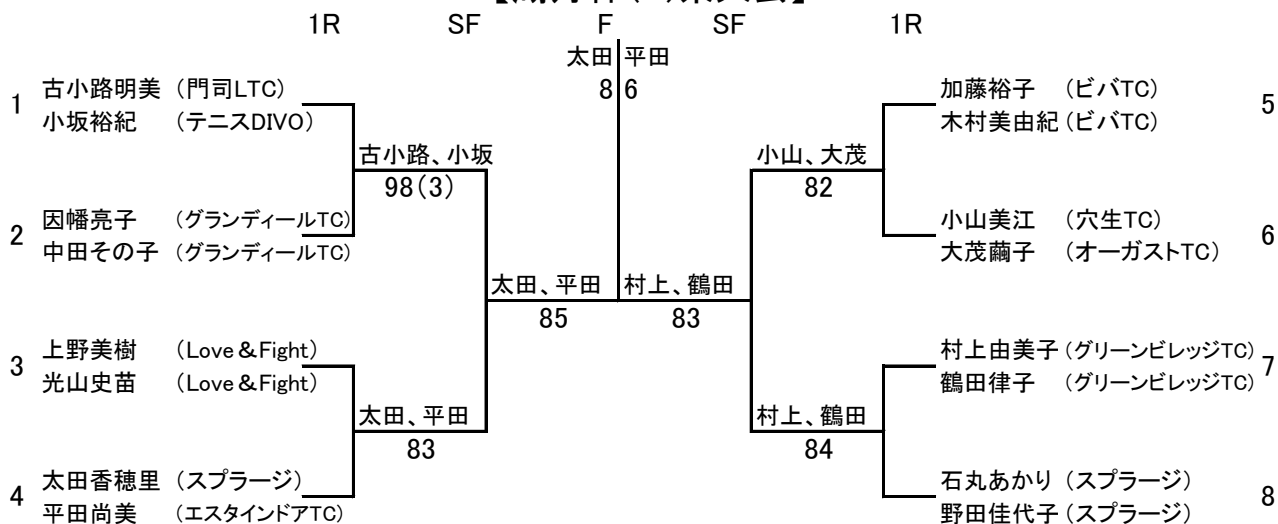 1R SF F SF 1R
太田 平田
8 6
1 古小路明美 (門司LTC)
小坂裕紀 (テニスDIVO)
古小路、小坂
98(3)
2 因幡亮子 (グランディールTC)
中田その子 (グランディールTC)
太田、平田
85
3 上野美樹 (Love&Fight)
光山史苗 (Love&Fight)
太田、平田
83
4 太田香穂里 (スプラージ)
平田尚美 (エスタインドアTC)
加藤裕子 (ビバTC) 5
木村美由紀 (ビバTC)
小山、大茂
82
小山美江 (穴生TC) 6
大茂繭子 (オーガストTC)
村上、鶴田
83
村上由美子 (グリーンビレッジTC) 7
鶴田律子 (グリーンビレッジTC)
村上、鶴田
84
石丸あかり (スプラージ) 8
野田佳代子 (スプラージ)